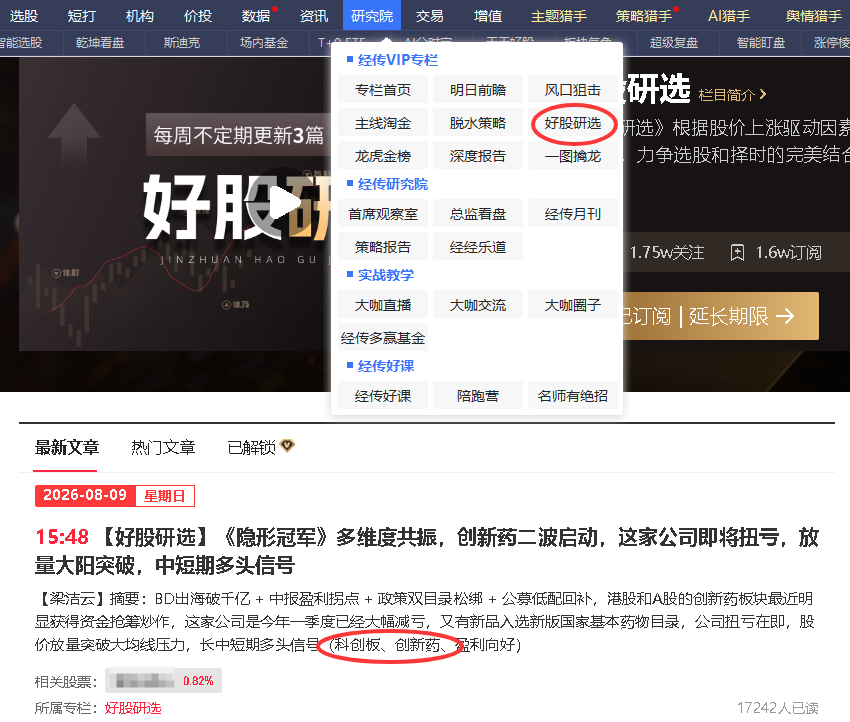 选股 短打 机构 价投 数据 资讯 研究院 交易 增值 主题猎手 策略猎手 AI猎手 舆情猎手
智能选股 乾坤看盘 斯迪克 场内基金 超级复盘 智能盯盘 涨停棱
经传VIP专栏
专栏首页 明日前瞻 风口狙击
主线淘金 脱水策略 好股研选
龙虎金榜 深度报告 一图擒龙
经传研究院
首席观察室 总监看盘 经传月刊
策略报告 经经乐道
实战教学
大咖直播 大咖交流 大咖圈子
经传多赢基金
经传好课
经传好课 陪跑营 名师有绝招
每周不定期更新3篇
好股研
JINZHUAN HAO GU J
18.87
18.75
股研选 栏目简介
研选》根据股价上涨驱动因素
力争选股和择时的完美结合
1.75w关注 1.6w订阅
已订阅 | 延长期限
最新文章 热门文章 已解锁
2026-08-09 星期日
15:48 【好股研选】《隐形冠军》多维度共振，创新药二波启动，这家公司即将扭亏，放
量大阳突破，中短期多头信号
【梁洁云】摘要：BD出海破千亿 + 中报盈利拐点 + 政策双目录松绑 + 公募低配回补，港股和A股的创新药板块最近明
显获得资金抢筹炒作，这家公司是今年一季度已经大幅减亏，又有新品入选新版国家基本药物目录，公司扭亏在即，股
价放量突破大均线压力，长中短期多头信号（科创板、创新药、盈利向好）
相关股票： 0.82%
所属专栏：好股研选 17242人已读